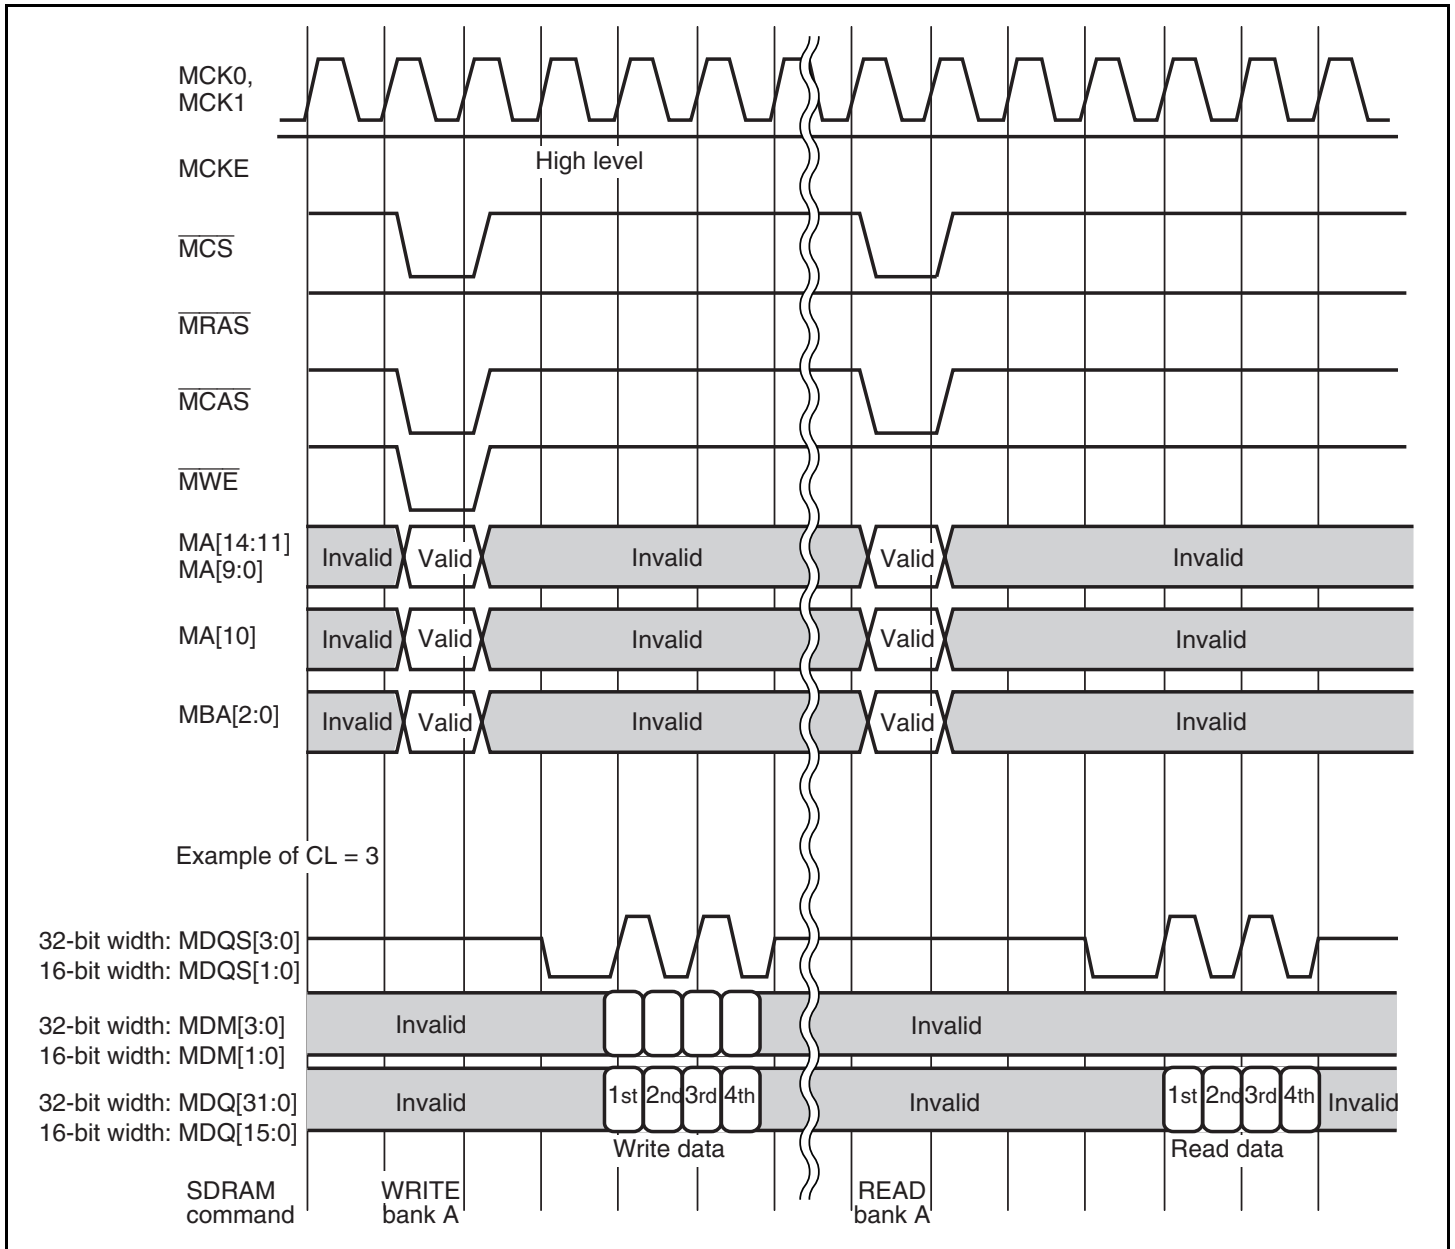 MCK0,
MCK1
MCKE
High level
MCS
MRAS
MCAS
MWE
MA[14:11]
MA[9:0]
Invalid Valid Invalid Valid Invalid
MA[10]
Invalid Valid Invalid Valid Invalid
MBA[2:0]
Invalid Valid Invalid Valid Invalid
Example of CL = 3
32-bit width: MDQS[3:0]
16-bit width: MDQS[1:0]
32-bit width: MDM[3:0]
16-bit width: MDM[1:0]
Invalid Invalid
32-bit width: MDQ[31:0]
16-bit width: MDQ[15:0]
Invalid 1st 2nd 3rd 4th Invalid 1st 2nd 3rd 4th Invalid
Write data Read data
SDRAM
command
WRITE
bank A
READ
bank A